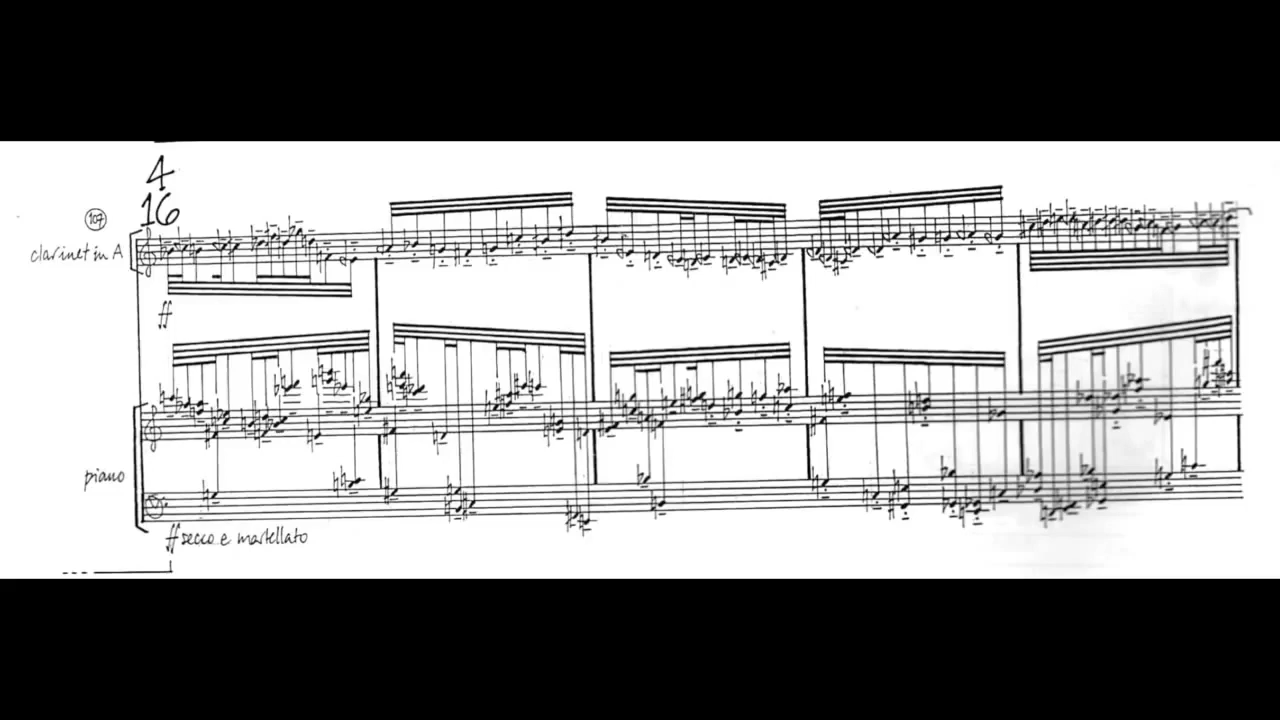 4
16
107
clarinet in A
ff
piano
ff secco e martellato